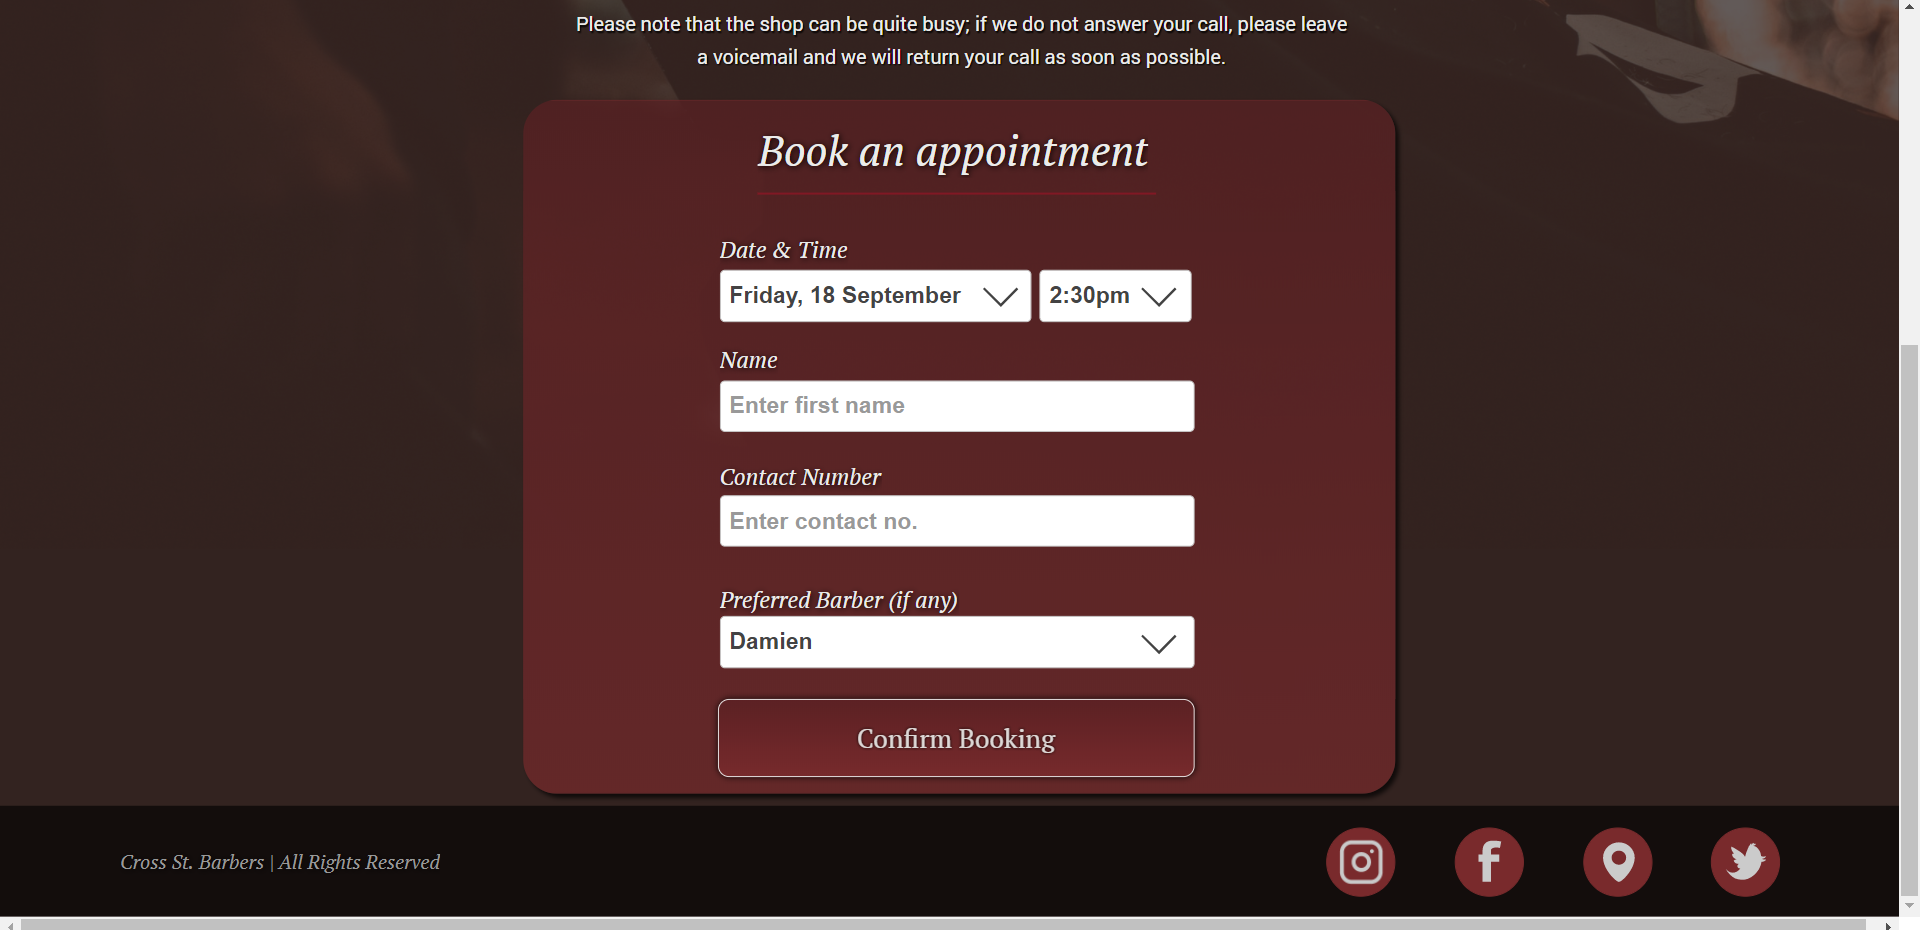 Please note that the shop can be quite busy; if we do not answer your call, please leave
a voicemail and we will return your call as soon as possible.
Book an appointment
Date & Time
Friday, 18 September 2:30pm
Name
Enter first name
Contact Number
Enter contact no.
Preferred Barber (if any)
Damien
Confirm Booking
Cross St. Barbers | All Rights Reserved